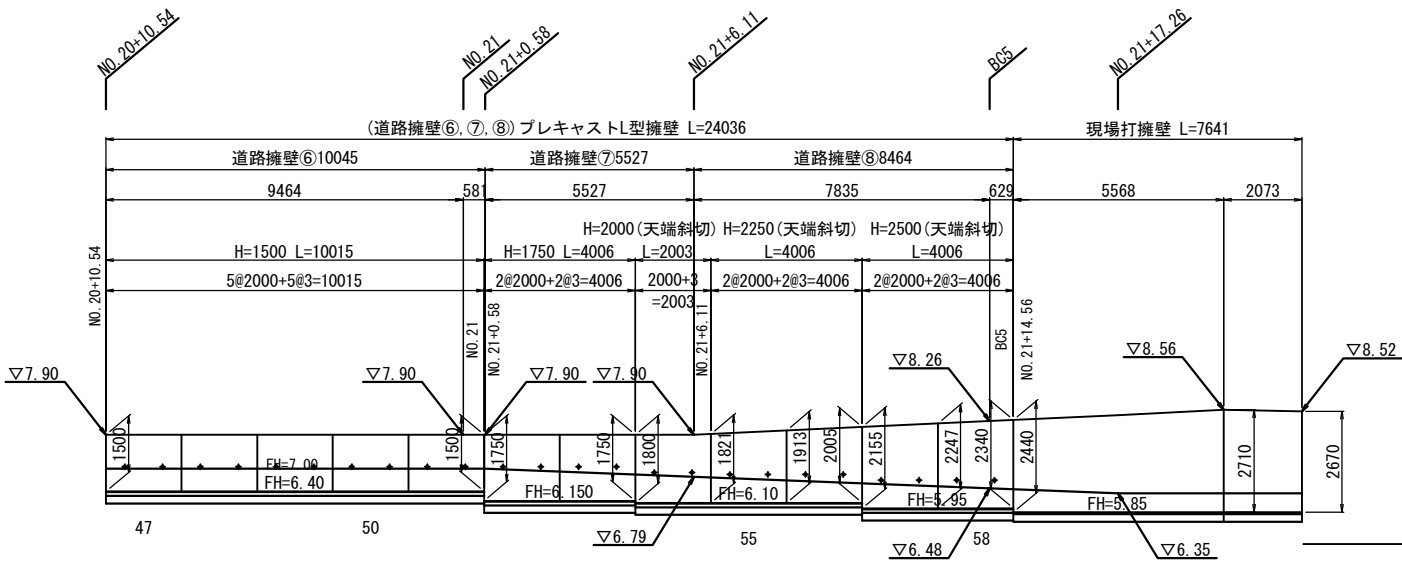 NO.20+10.54
NO.21
NO.21+0.58
NO.21+6.11
BC5
NO.21+17.26
(道路擁壁⑥,⑦,⑧)プレキャストL型擁壁 L=24036
現場打擁壁 L=7641
道路擁壁⑥10045
道路擁壁⑦5527
道路擁壁⑧8464
9464
581
5527
7835
629
5568
2073
H=2000(天端斜切)
H=2250(天端斜切)
H=2500(天端斜切)
H=1500 L=10015
H=1750 L=4006
L=2003
L=4006
L=4006
5@2000+5@3=10015
2@2000+2@3=4006
2000+3
=2003
2@2000+2@3=4006
2@2000+2@3=4006
NO.20+10.54
NO.21
NO.21+0.58
NO.21+6.11
BC5
NO.21+14.56
▽7.90
▽7.90
▽7.90
▽7.90
▽8.26
▽8.56
▽8.52
1500
1500
1750
1750
1800
1821
1913
2005
2155
2247
2340
2440
2710
2670
FH=7.00
FH=6.40
FH=6.150
FH=6.10
FH=5.95
FH=5.85
47
50
▽6.79
55
▽6.48
58
▽6.35